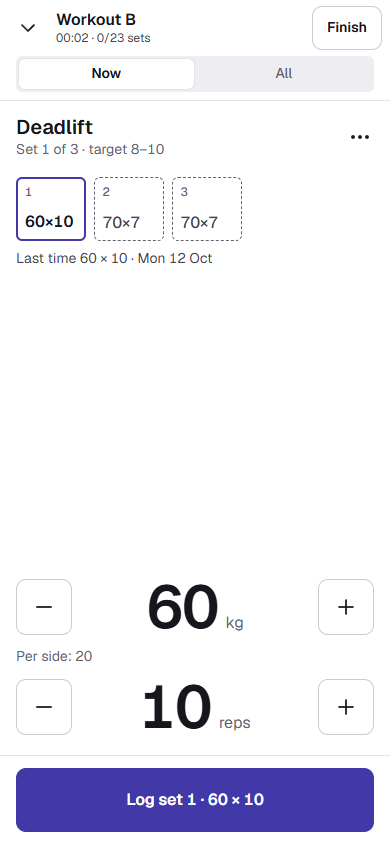 Workout B
00:02 · 0/23 sets
Finish
Now
All
Deadlift
Set 1 of 3 · target 8–10
1
60×10
2
70×7
3
70×7
Last time 60 × 10 · Mon 12 Oct
60 kg
Per side: 20
10 reps
Log set 1 · 60 × 10